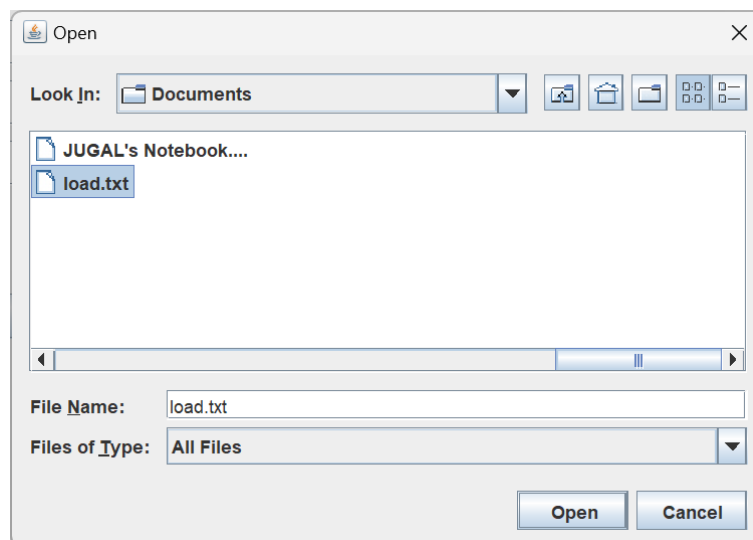 Open
Look In: Documents
JUGAL's Notebook....
load.txt
File Name: load.txt
Files of Type: All Files
Open Cancel